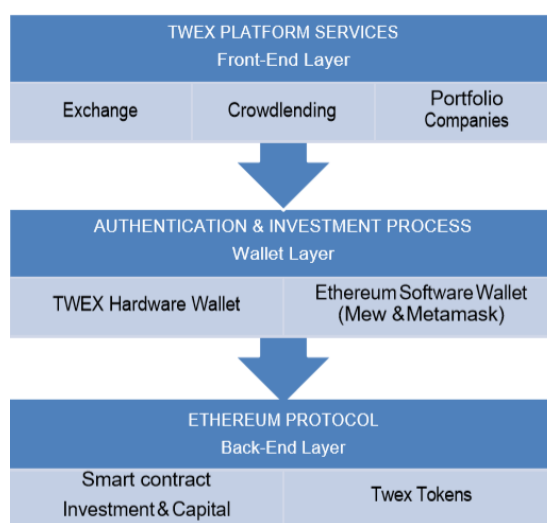 TWEX PLATFORM SERVICES
Front-End Layer
Exchange
Crowdlending
Portfolio
Companies
AUTHENTICATION & INVESTMENT PROCESS
Wallet Layer
TWEX Hardware Wallet
Ethereum Software Wallet
(Mew & Metamask)
ETHEREUM PROTOCOL
Back-End Layer
Smart contract
Investment & Capital
Twex Tokens